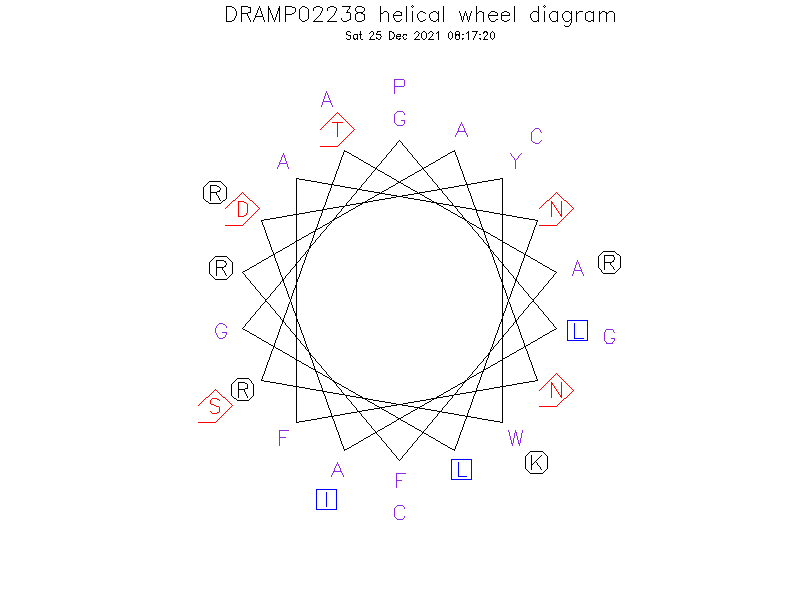 DRAMP02238 helical wheel diagram
Sat 25 Dec 2021 08:17:20
P
A
G
T
A
C
A
Y
R
D
N
R
A
R
G
L
G
R
N
S
F
W
K
A
L
F
I
C